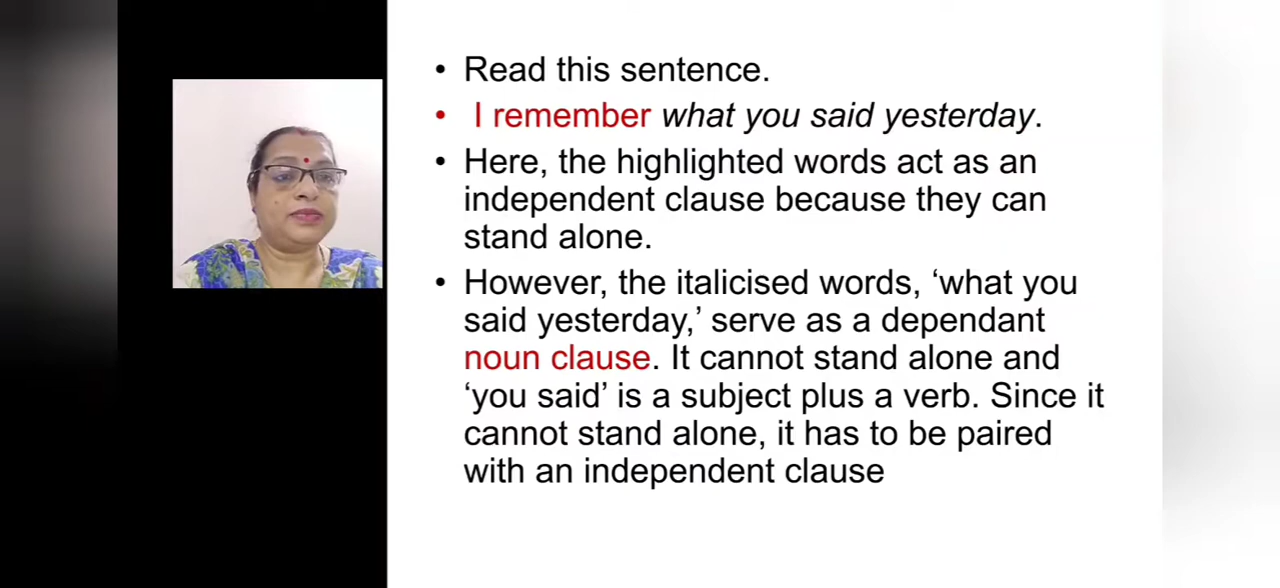 • Read this sentence.
• I remember what you said yesterday.
• Here, the highlighted words act as an
independent clause because they can
stand alone.
• However, the italicised words, ‘what you
said yesterday,’ serve as a dependant
noun clause. It cannot stand alone and
‘you said’ is a subject plus a verb. Since it
cannot stand alone, it has to be paired
with an independent clause